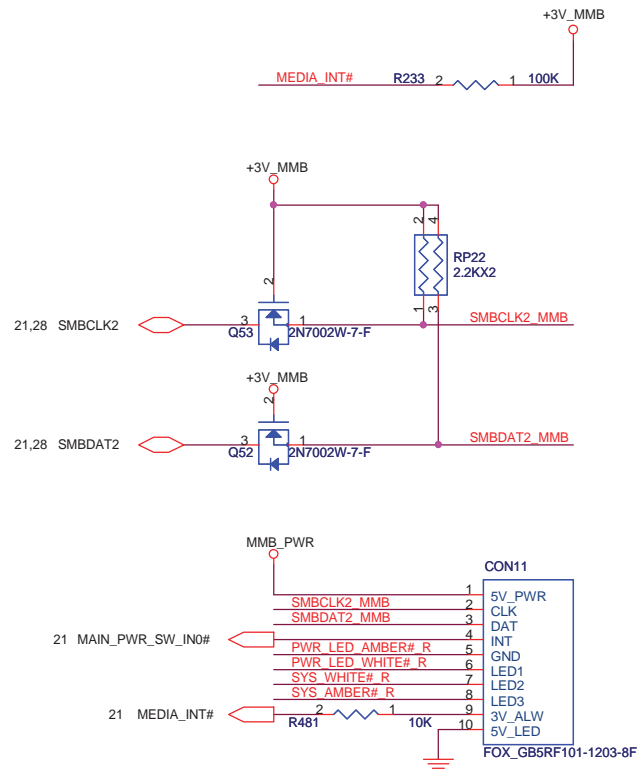 +3V_MMB
MEDIA_INT# R233 2 1 100K
+3V_MMB
2 4
RP22
2.2KX2
2
1 3
21,28 SMBCLK2 3 1 SMBCLK2_MMB
Q53 2N7002W-7-F
+3V_MMB
2
21,28 SMBDAT2 3 1 SMBDAT2_MMB
Q52 2N7002W-7-F
MMB_PWR
CON11
1 5V_PWR
SMBCLK2_MMB 2 CLK
SMBDAT2_MMB 3 DAT
21 MAIN_PWR_SW_IN0# 4 INT
PWR_LED_AMBER#_R 5 GND
PWR_LED_WHITE#_R 6 LED1
SYS_WHITE#_R 7 LED2
SYS_AMBER#_R 8 LED3
21 MEDIA_INT# 2 1 9 3V_ALW
R481 10K 10 5V_LED
FOX_GB5RF101-1203-8F